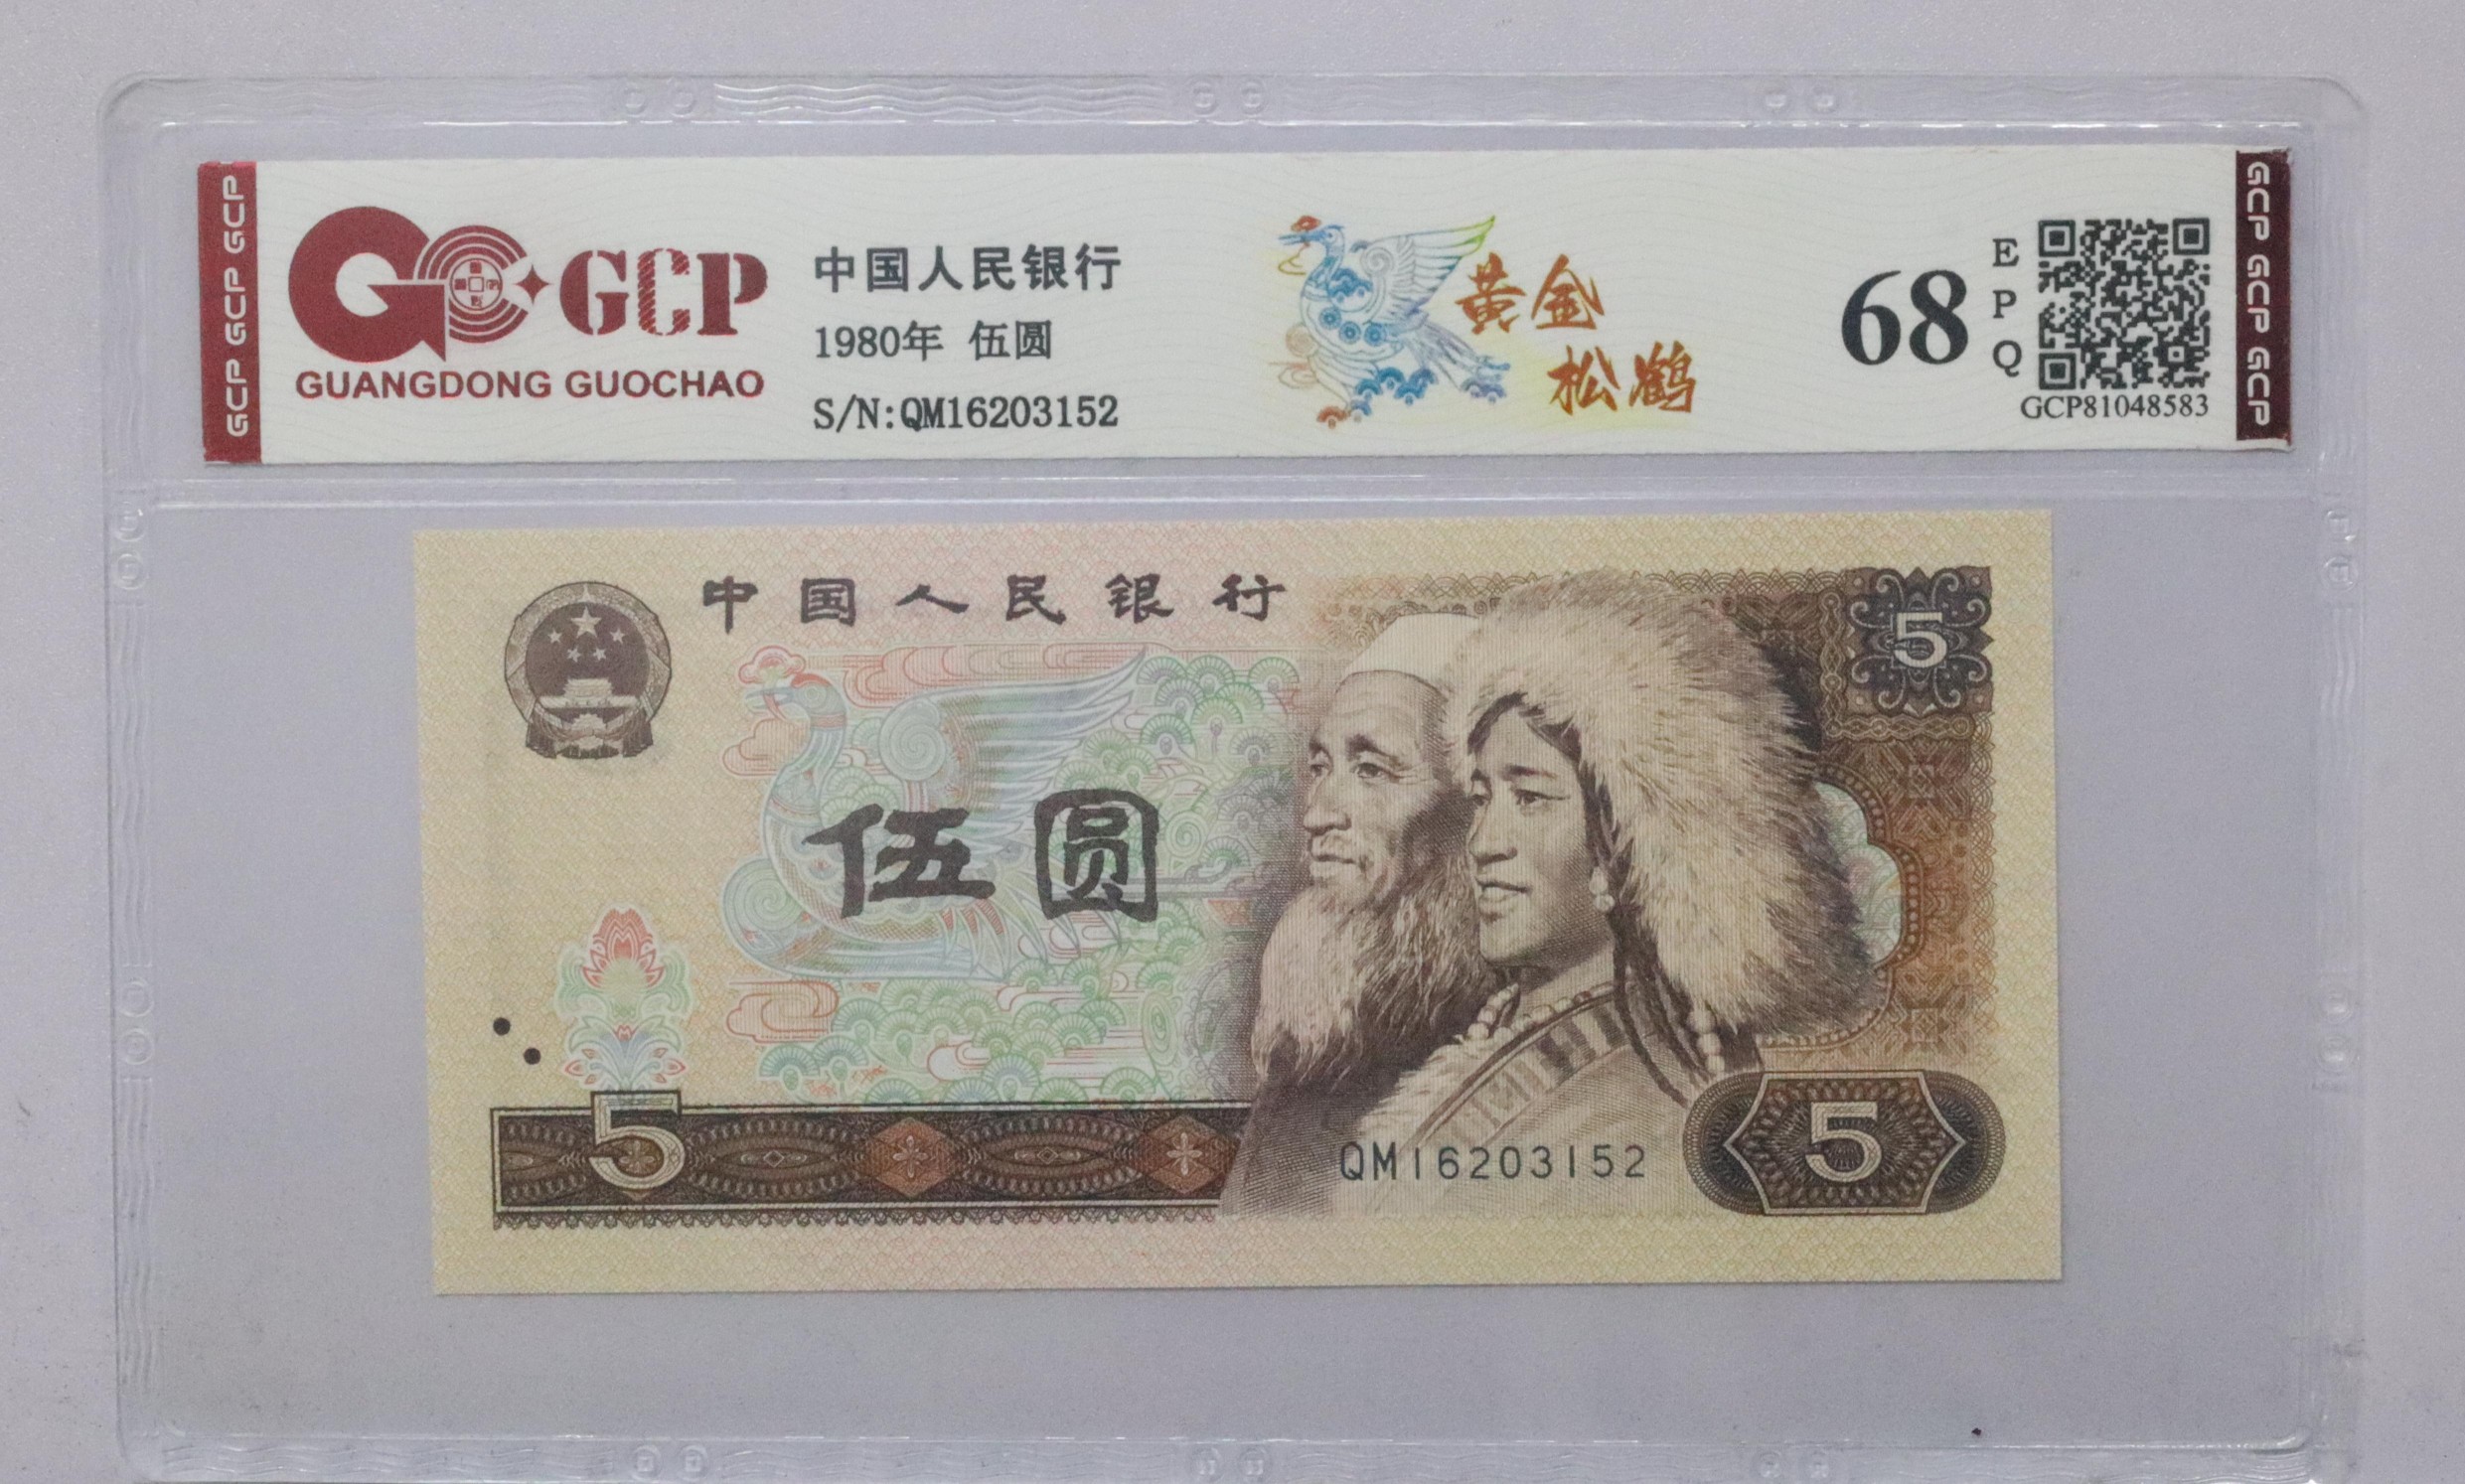 GCP GCP GCP
GCP
GUANGDONG GUOCHAO
中国人民银行
1980年 伍圆
S/N:QM16203152
黄金
松鹤
68
E
P
Q
GCP81048583
GCP GCP GCP
中国人民银行
5
伍圆
5
QM16203152
5